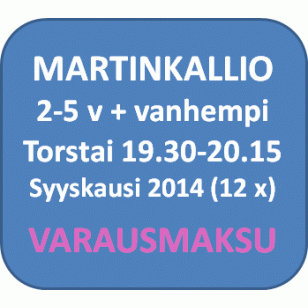 MARTINKALLIO
2-5 v + vanhempi
Torstai 19.30-20.15
Syyskausi 2014 (12 x)
VARAUSMAKSU